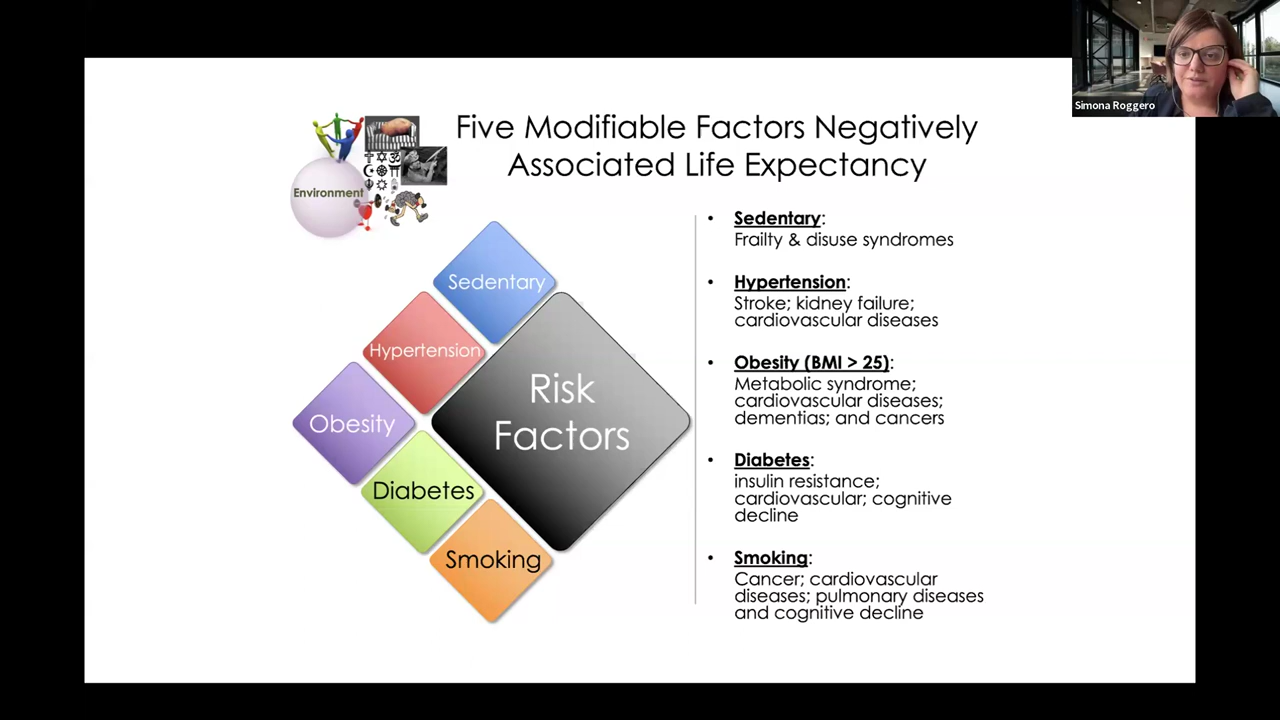 Simona Roggero
Five Modifiable Factors Negatively
Associated Life Expectancy
Environment
Sedentary
Hypertension
Obesity
Diabetes
Smoking
Risk
Factors
• Sedentary:
Frailty & disuse syndromes
• Hypertension:
Stroke; kidney failure;
cardiovascular diseases
• Obesity (BMI > 25):
Metabolic syndrome;
cardiovascular diseases;
dementias; and cancers
• Diabetes:
insulin resistance;
cardiovascular; cognitive
decline
• Smoking:
Cancer; cardiovascular
diseases; pulmonary diseases
and cognitive decline